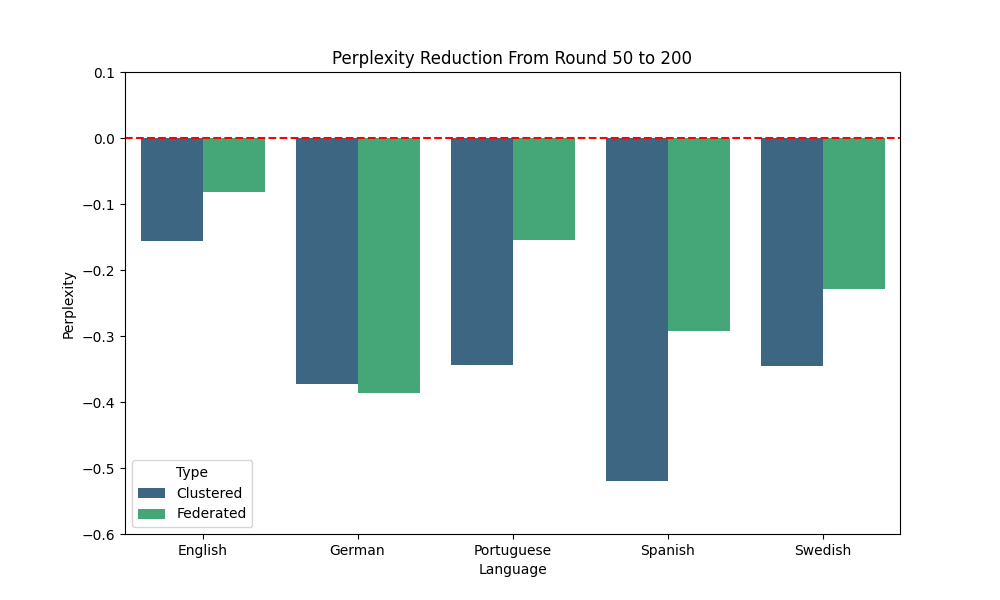 Perplexity Reduction From Round 50 to 200
0.1
0.0
−0.1
−0.2
−0.3
−0.4
−0.5
−0.6
Perplexity
Type
Clustered
Federated
English German Portuguese Spanish Swedish
Language